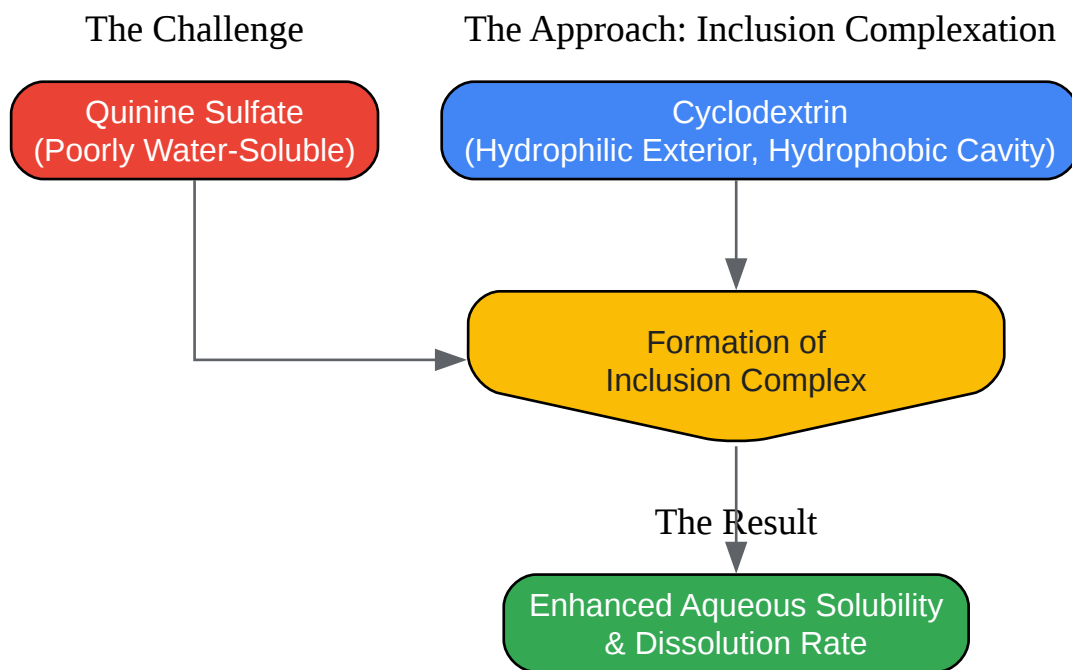 The Challenge
The Approach: Inclusion Complexation
Quinine Sulfate
(Poorly Water-Soluble)
Cyclodextrin
(Hydrophilic Exterior, Hydrophobic Cavity)
Formation of
Inclusion Complex
The Result
Enhanced Aqueous Solubility
& Dissolution Rate